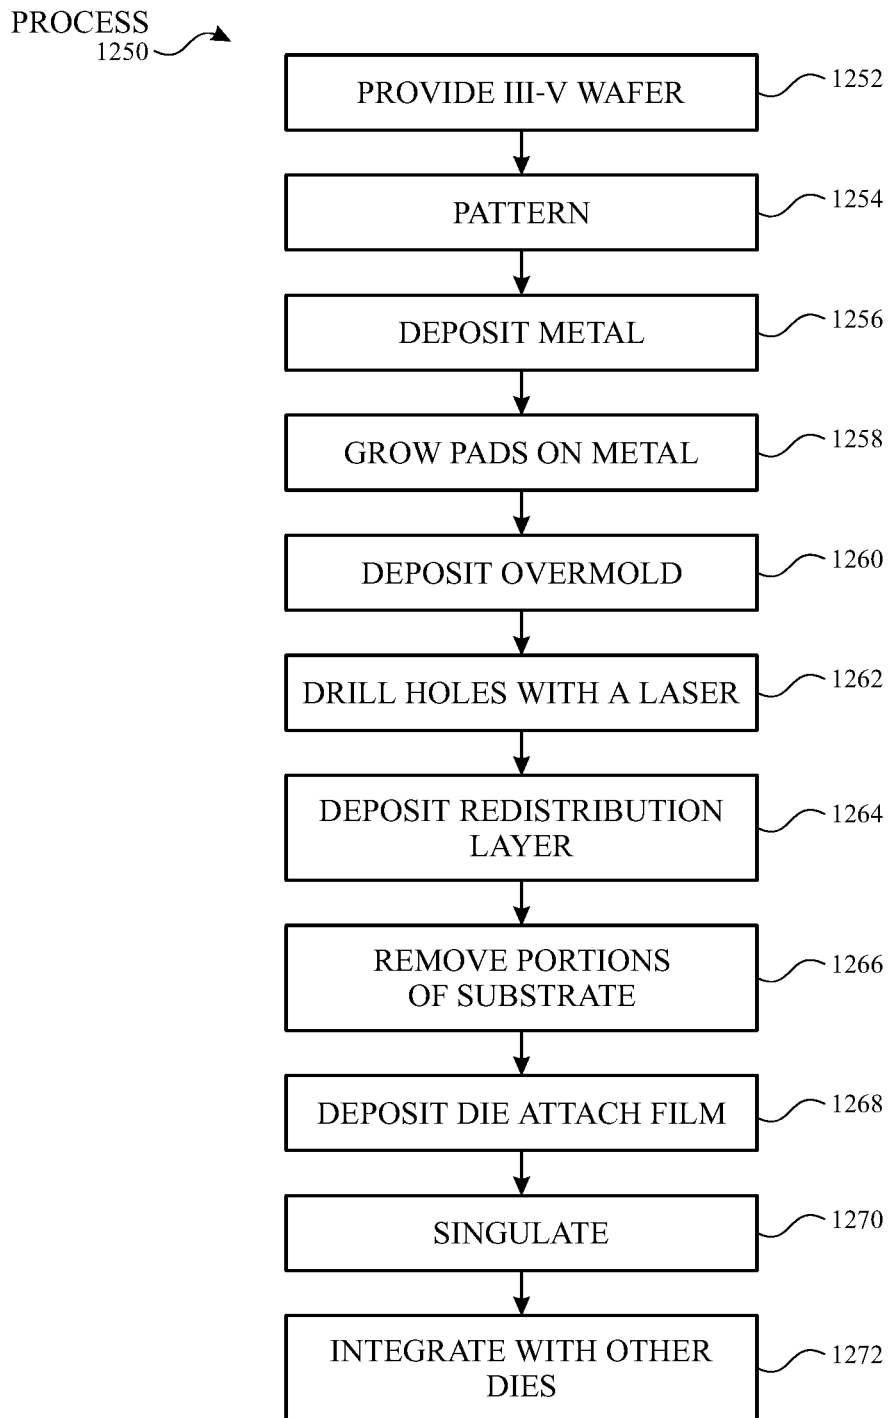 PROCESS
1250
PROVIDE III-V WAFER
1252
PATTERN
1254
DEPOSIT METAL
1256
GROW PADS ON METAL
1258
DEPOSIT OVERMOLD
1260
DRILL HOLES WITH A LASER
1262
DEPOSIT REDISTRIBUTION
LAYER
1264
REMOVE PORTIONS
OF SUBSTRATE
1266
DEPOSIT DIE ATTACH FILM
1268
SINGULATE
1270
INTEGRATE WITH OTHER
DIES
1272